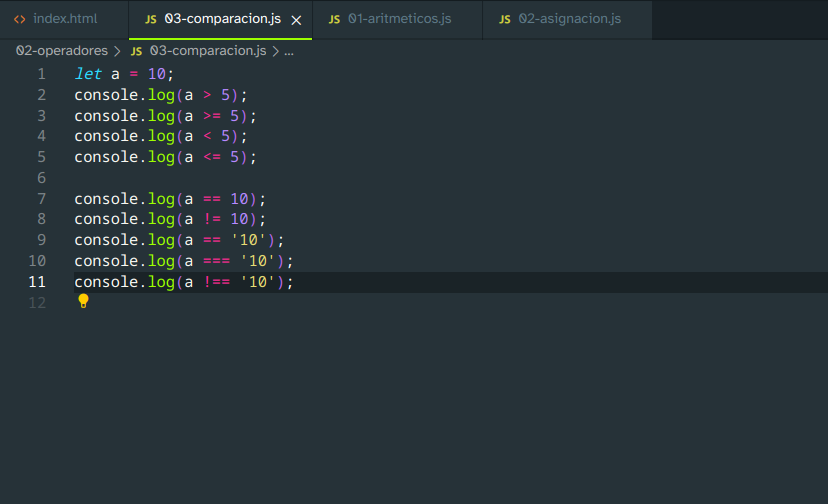 <> index.html JS 03-comparacion.js × JS 01-aritmeticos.js JS 02-asignacion.js
02-operadores > JS 03-comparacion.js > ...
1 let a = 10;
2 console.log(a > 5);
3 console.log(a >= 5);
4 console.log(a < 5);
5 console.log(a <= 5);
6
7 console.log(a == 10);
8 console.log(a != 10);
9 console.log(a == '10');
10 console.log(a === '10');
11 console.log(a !== '10');
12